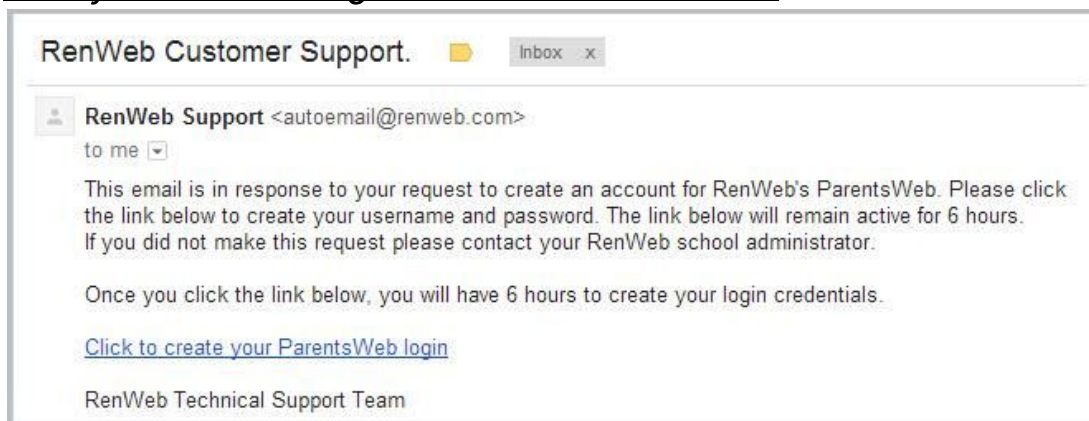 RenWeb Customer Support. Inbox x
RenWeb Support <autoemail@renweb.com>
to me
This email is in response to your request to create an account for RenWeb's ParentsWeb. Please click
the link below to create your username and password. The link below will remain active for 6 hours.
If you did not make this request please contact your RenWeb school administrator.
Once you click the link below, you will have 6 hours to create your login credentials.
Click to create your ParentsWeb login
RenWeb Technical Support Team